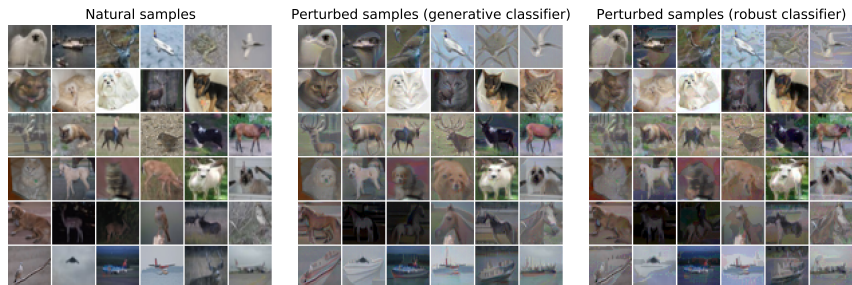 Natural samples
Perturbed samples (generative classifier)
Perturbed samples (robust classifier)